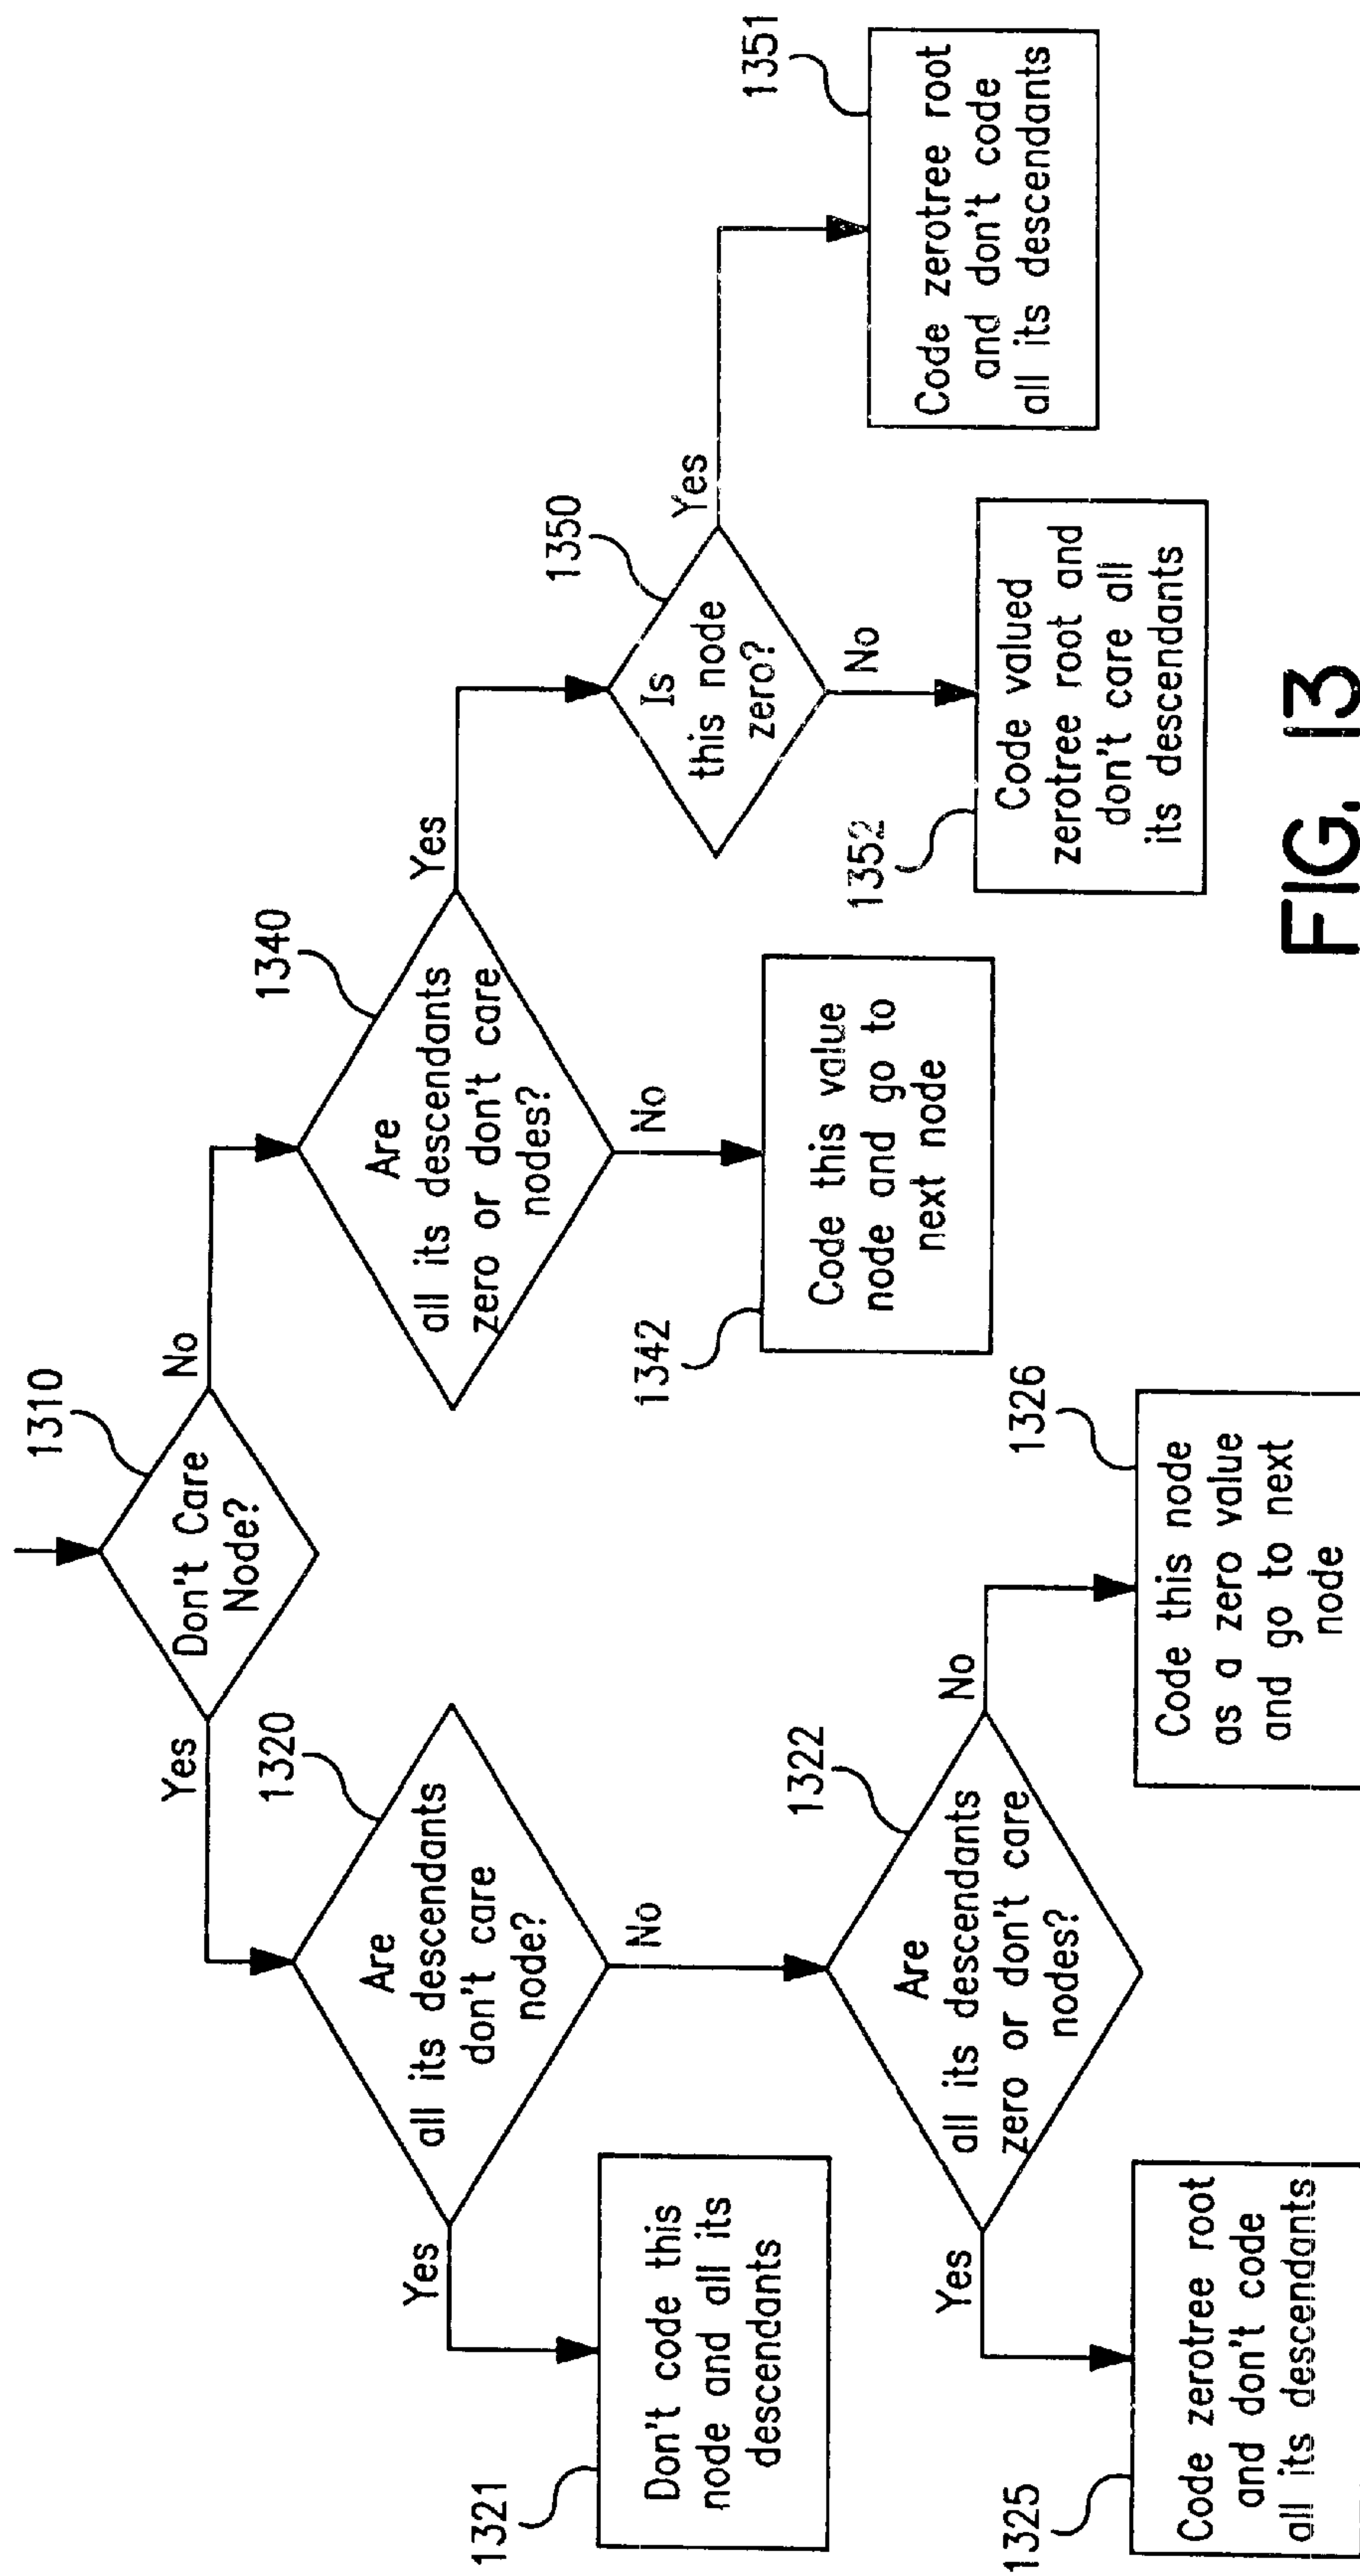 1310
Don't Care
Node?
Yes
No
1320
Are
all its descendants
don't care
node?
Yes
No
1340
Are
all its descendants
zero or don't care
nodes?
Yes
No
1321
Don't code this
node and all its
descendants
1322
Are
all its descendants
zero or don't care
nodes?
Yes
No
1342
Code this value
node and go to
next node
1350
Is
this node
zero?
Yes
No
1351
Code zerotree root
and don't code
all its descendants
1352
Code valued
zerotree root and
don't care all
its descendants
1325
Code zerotree root
and don't code
all its descendants
1326
Code this node
as a zero value
and go to next
node
FIG. 13